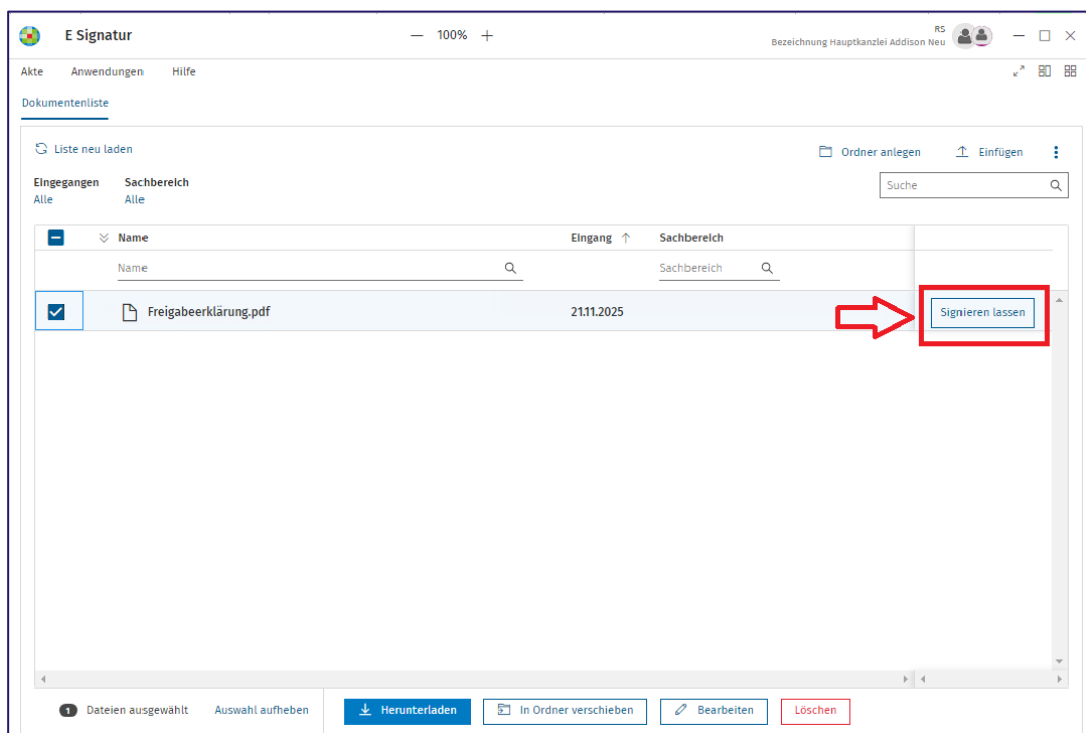 E Signatur
100%
RS
Bezeichnung Hauptkanzlei Addison Neu
Akte Anwendungen Hilfe
Dokumentenliste
Liste neu laden
Ordner anlegen Einfügen
Eingegangen Sachbereich
Alle Alle
Suche
Name Eingang Sachbereich
Name Sachbereich
Freigabeerklärung.pdf 21.11.2025 Signieren lassen
1 Dateien ausgewählt Auswahl aufheben Herunterladen In Ordner verschieben Bearbeiten Löschen